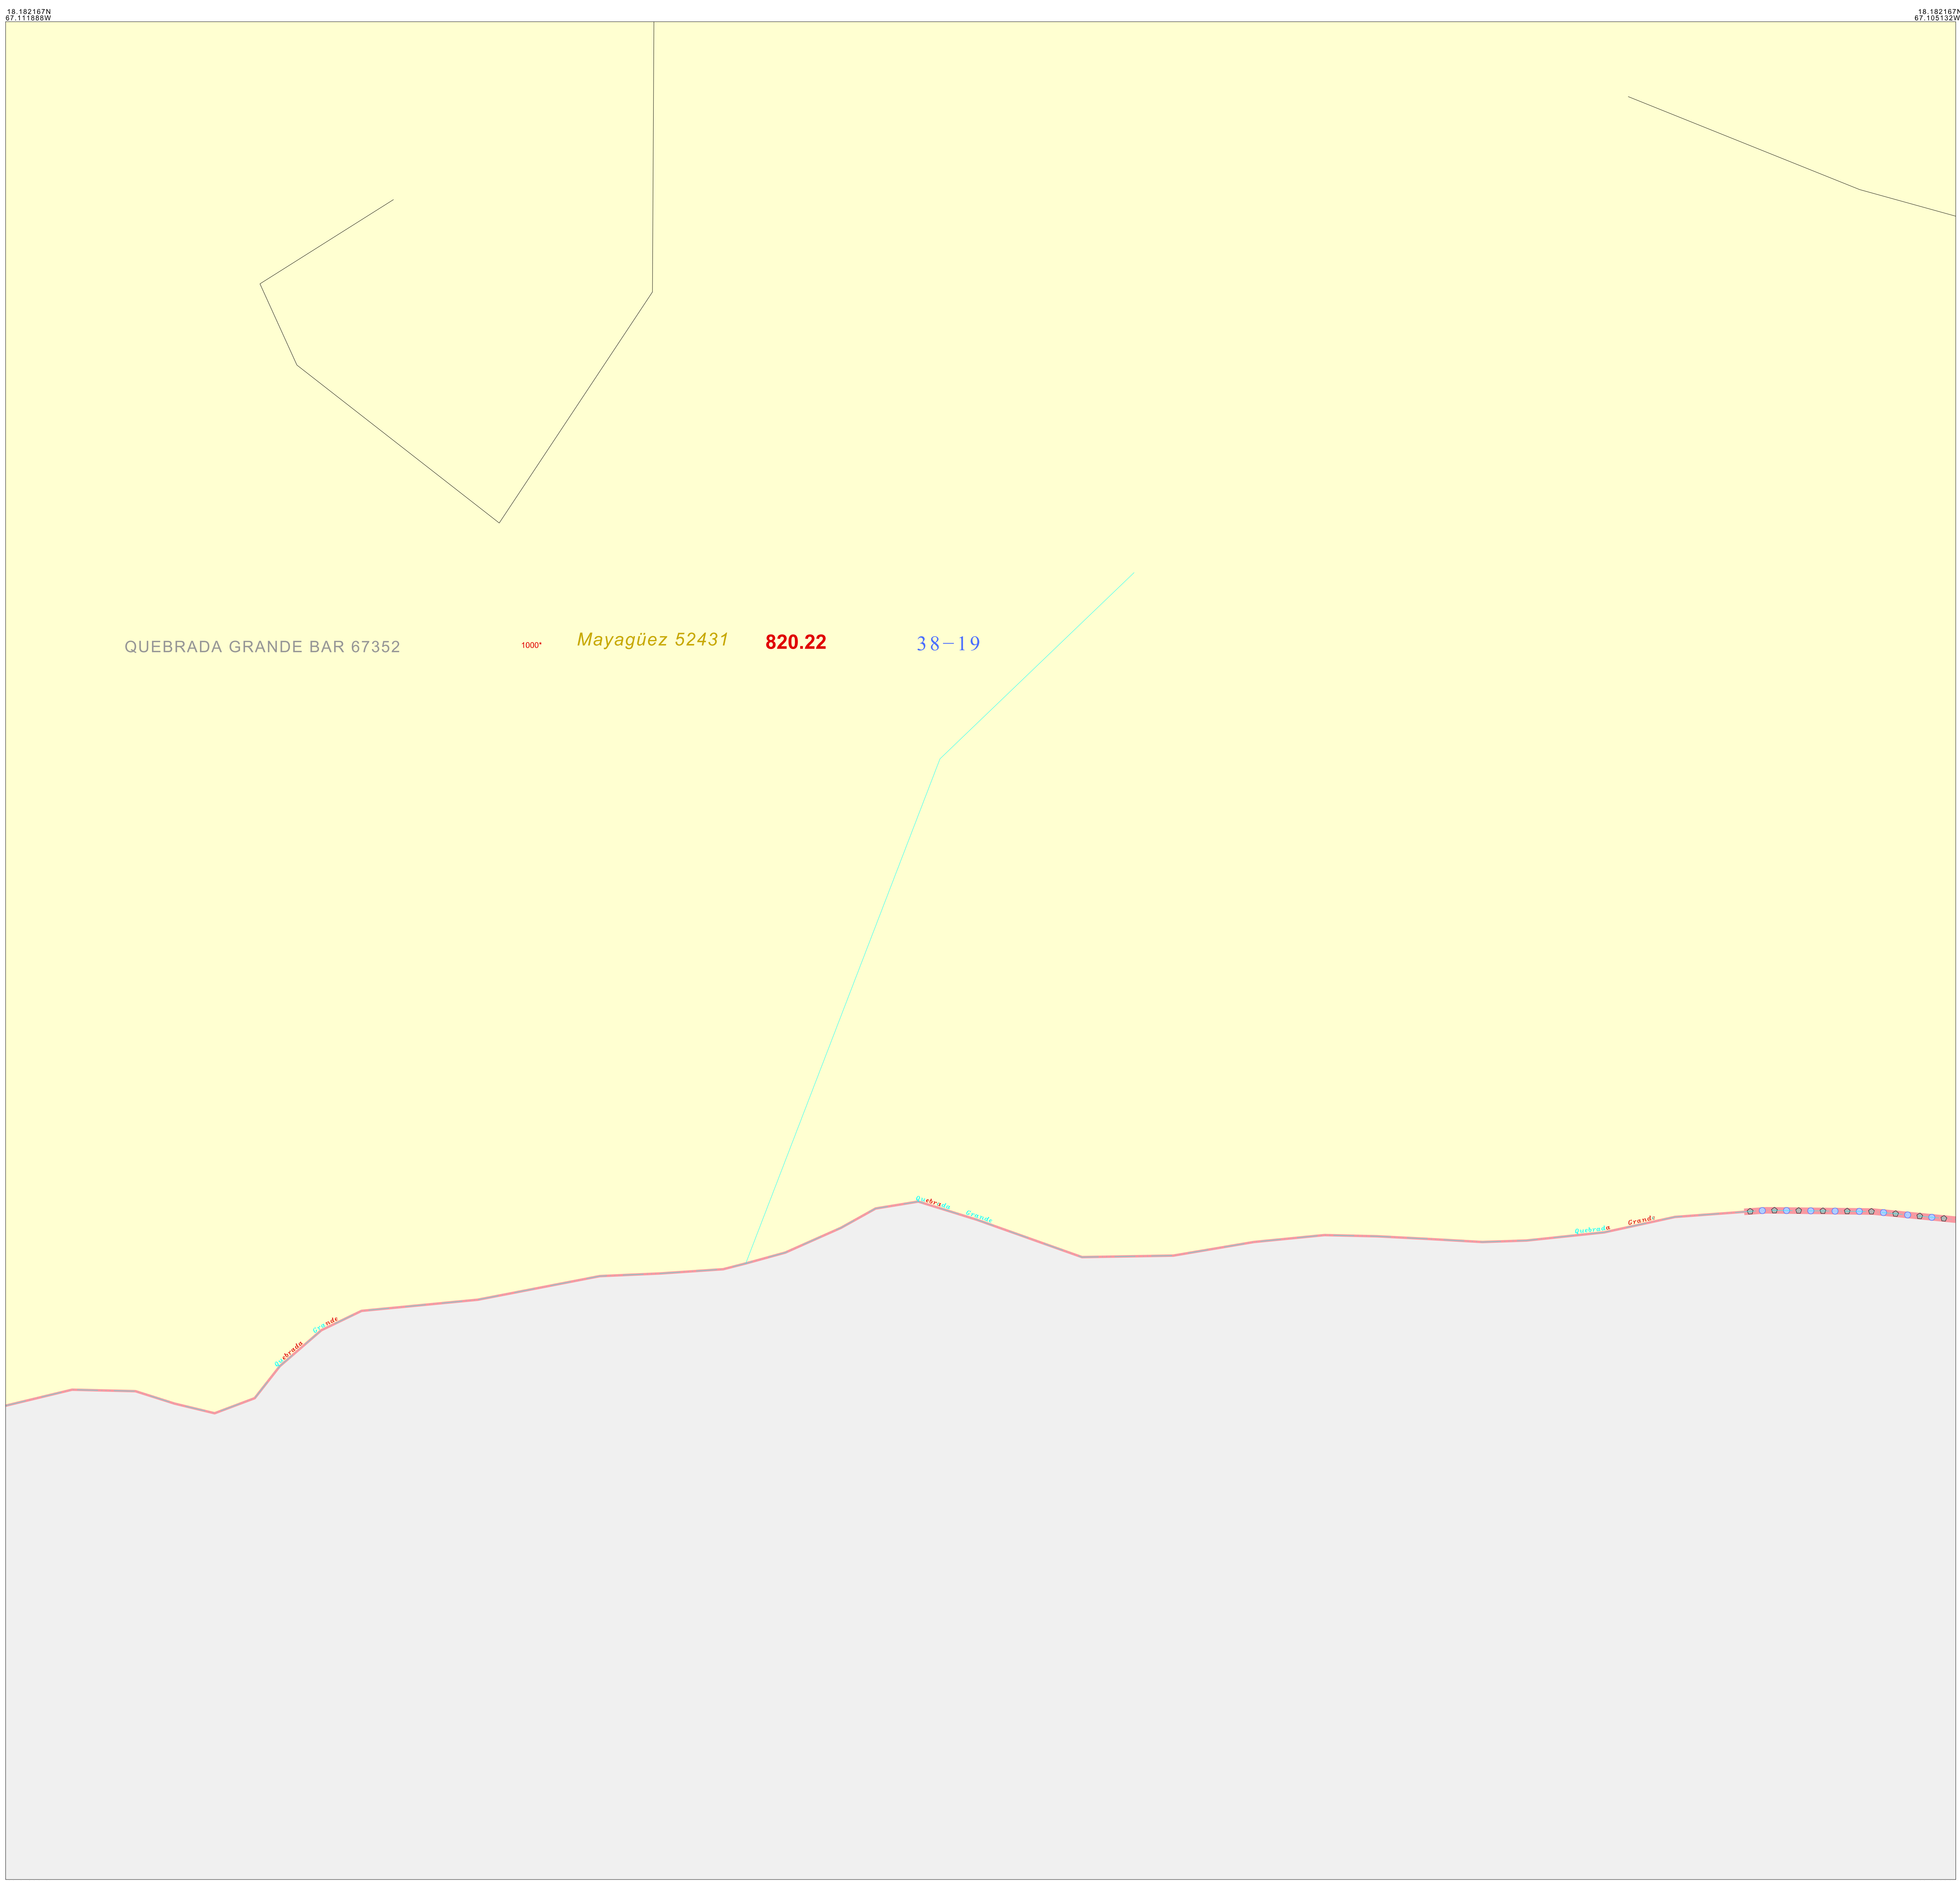 18.182167N
67.111888W
18.182167N
67.105132W
QUEBRADA GRANDE BAR 67352
1000*
Mayagüez 52431
820.22
38-19
Quebrada Grande
Quebrada Grande
Quebrada Grande